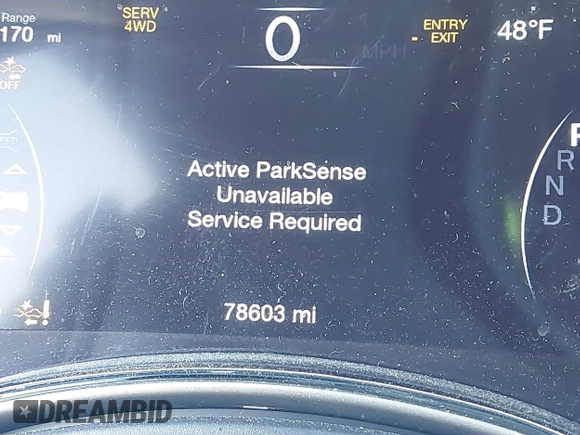 Range
170 mi
SERV
4WD
0
MPH
ENTRY
EXIT
48°F
OFF
Active ParkSense
Unavailable
Service Required
P
R
N
D
78603 mi
DREAMBID